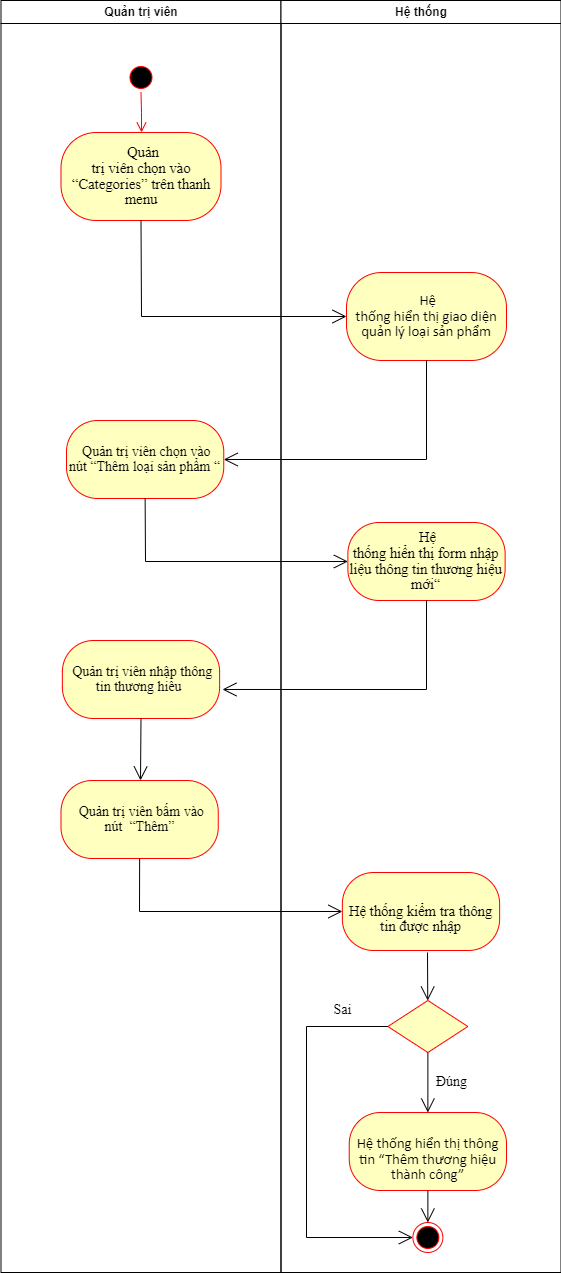 Quản trị viên
Hệ thống
Quản
trị viên chọn vào
“Categories” trên thanh
menu
Hệ
thống hiển thị giao diện
quản lý loại sản phẩm
Quản trị viên chọn vào
nút “Thêm loại sản phẩm “
Hệ
thống hiển thị form nhập
liệu thông tin thương hiệu
mới“
Quản trị viên nhập thông
tin thương hiêu
Quản trị viên bấm vào
nút “Thêm”
Hệ thống kiểm tra thông
tin được nhập
Sai
Đúng
Hệ thống hiển thị thông
tin “Thêm thương hiệu
thành công”